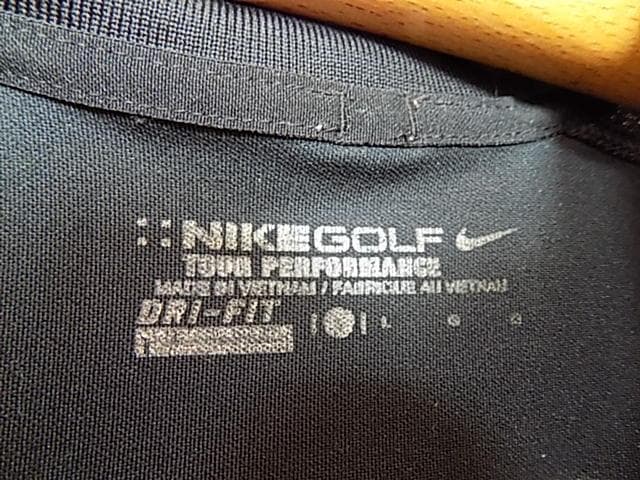 NIKE GOLF
TOUR PERFORMANCE
MADE IN VIETNAM / FABRIQUE AU VIETNAM
DRI-FIT
L